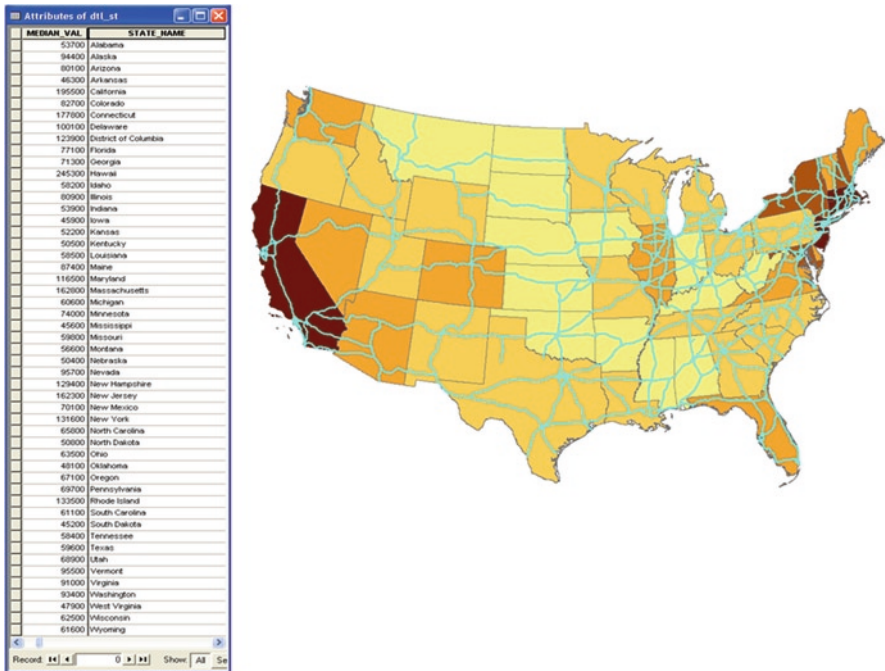 Attributes of dtl_st
MEDIAN_VAL STATE_NAME
53700 Alabama
94400 Alaska
80100 Arizona
46300 Arkansas
195500 California
82700 Colorado
177800 Connecticut
100100 Delaware
123900 District of Columbia
77100 Florida
71300 Georgia
245300 Hawaii
58200 Idaho
80900 Illinois
53900 Indiana
45900 Iowa
52200 Kansas
50500 Kentucky
58500 Louisiana
87400 Maine
116500 Maryland
162800 Massachusetts
60600 Michigan
74000 Minnesota
45600 Mississippi
59800 Missouri
56600 Montana
50400 Nebraska
95700 Nevada
129400 New Hampshire
162300 New Jersey
70100 New Mexico
131600 New York
65800 North Carolina
50800 North Dakota
63500 Ohio
48100 Oklahoma
67100 Oregon
69700 Pennsylvania
133500 Rhode Island
61100 South Carolina
45200 South Dakota
58400 Tennessee
59600 Texas
68900 Utah
95500 Vermont
91000 Virginia
93400 Washington
47900 West Virginia
62500 Wisconsin
61600 Wyoming
Record: 0 Show: All Se